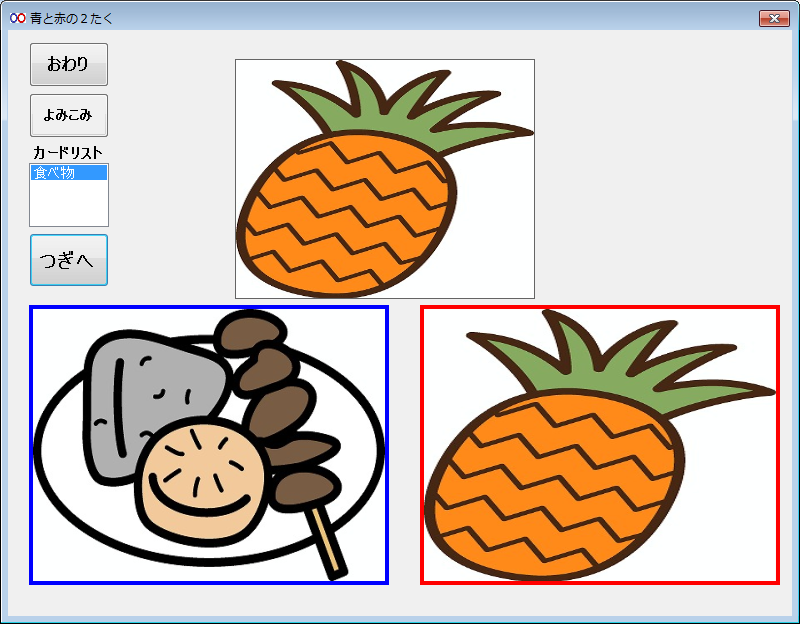 青と赤の２たく
おわり
よみこみ
カードリスト
食べ物
つぎへ